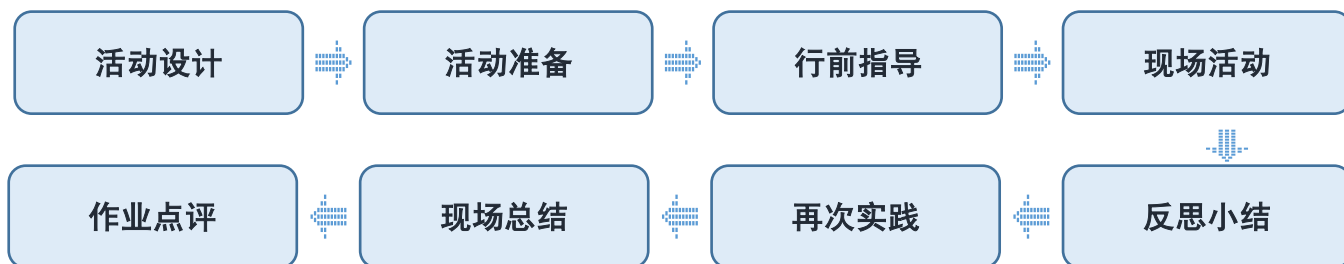 活动设计
活动准备
行前指导
现场活动
反思小结
再次实践
现场总结
作业点评